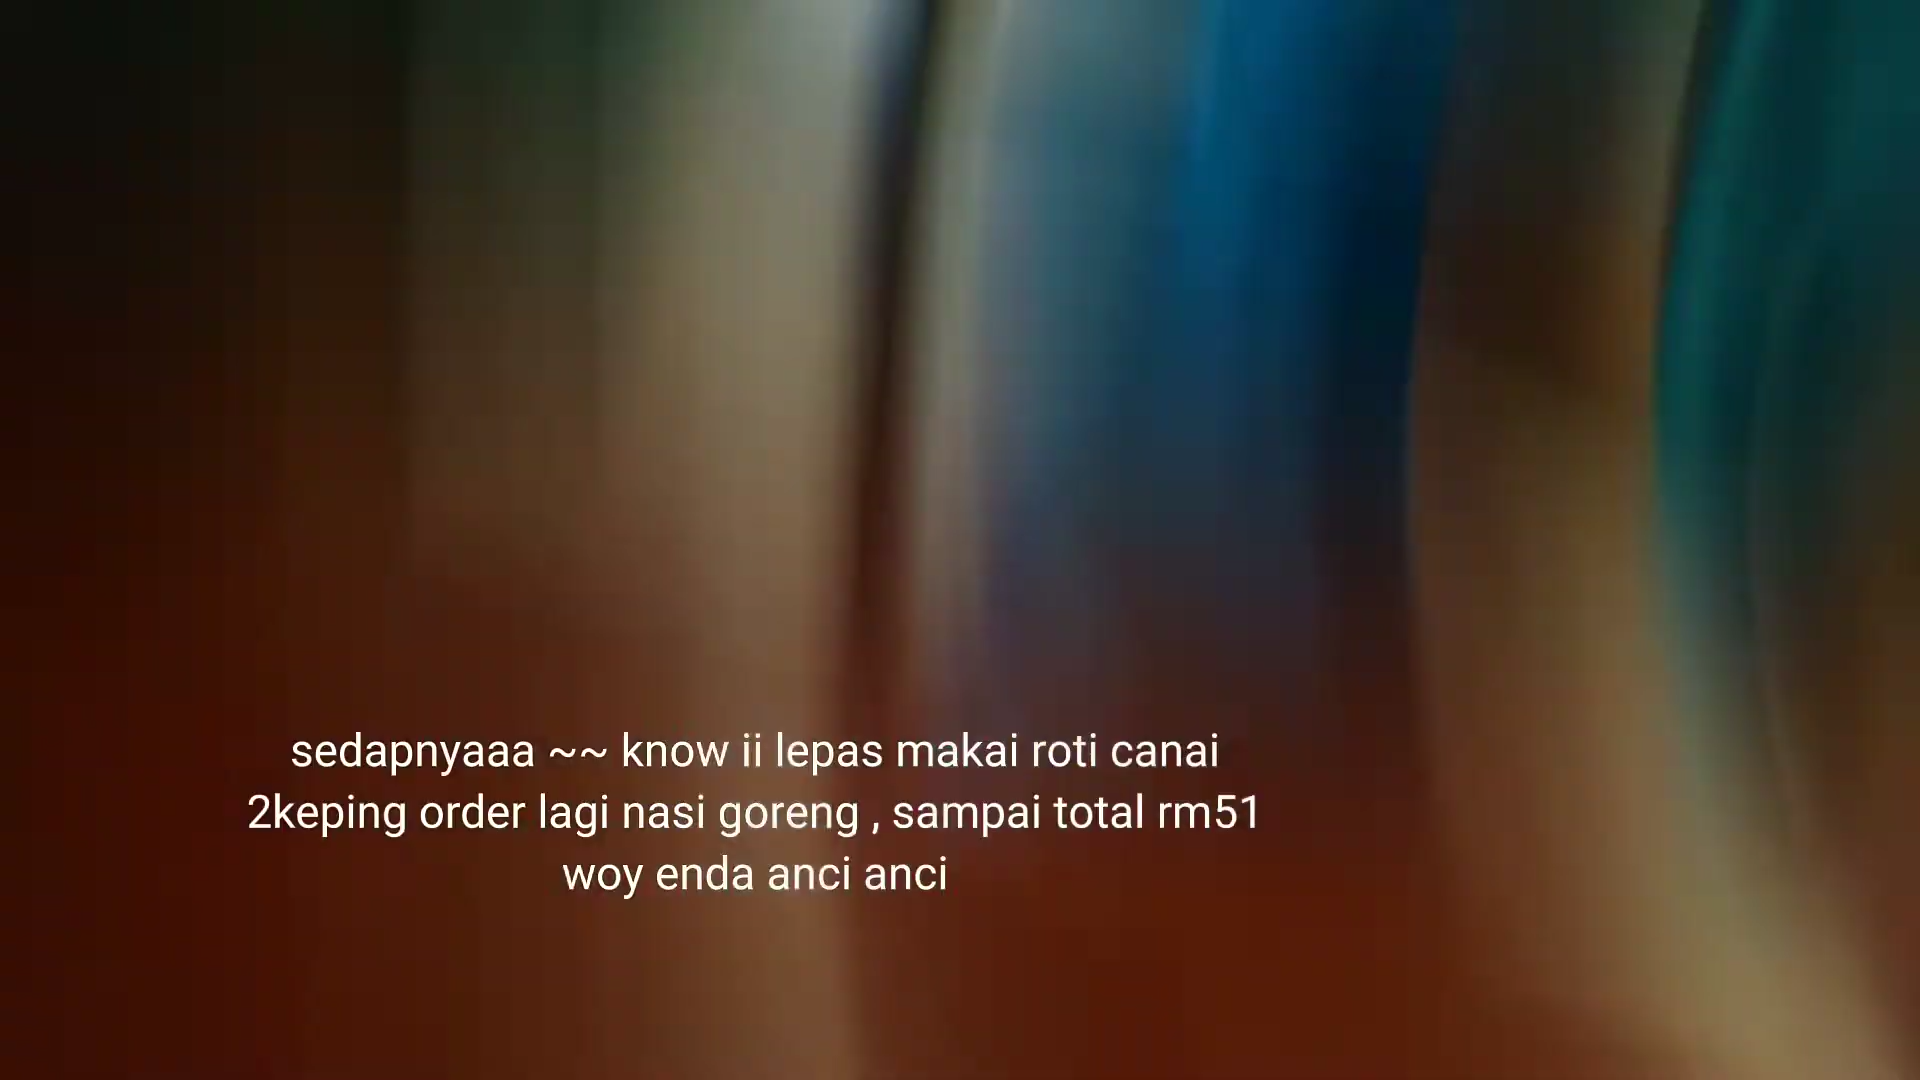 sedapnyaaa ~~ know ii lepas makai roti canai
2keping order lagi nasi goreng , sampai total rm51
woy enda anci anci